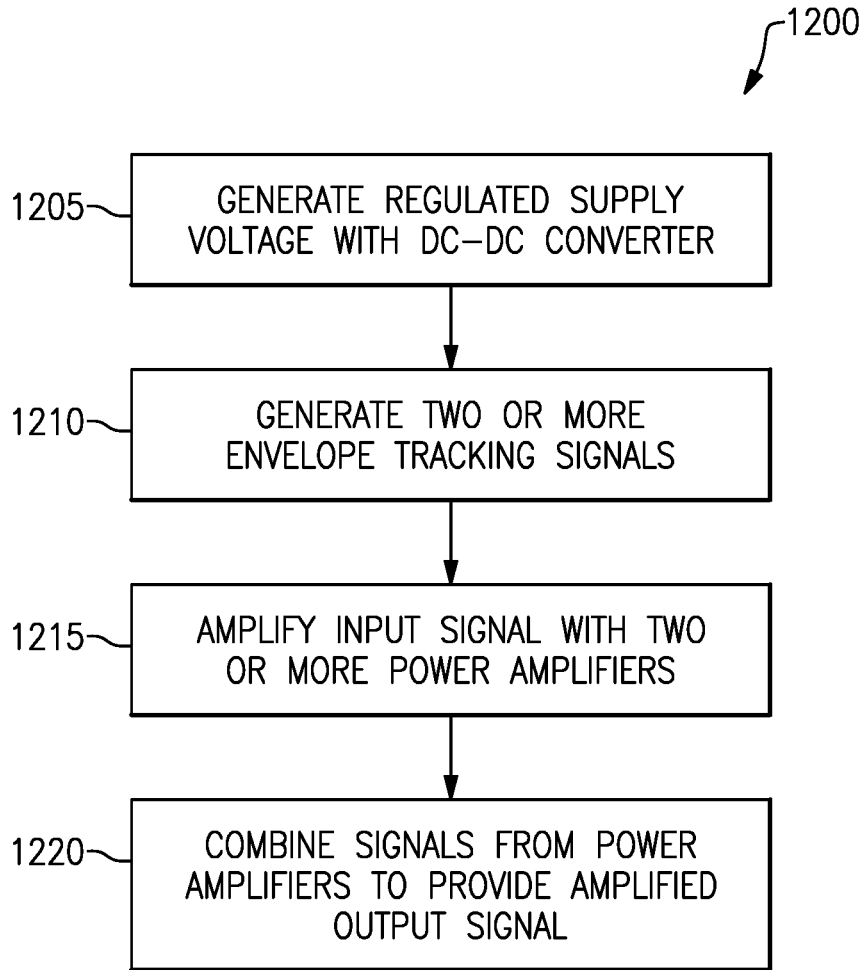 1200
1205
GENERATE REGULATED SUPPLY
VOLTAGE WITH DC-DC CONVERTER
1210
GENERATE TWO OR MORE
ENVELOPE TRACKING SIGNALS
1215
AMPLIFY INPUT SIGNAL WITH TWO
OR MORE POWER AMPLIFIERS
1220
COMBINE SIGNALS FROM POWER
AMPLIFIERS TO PROVIDE AMPLIFIED
OUTPUT SIGNAL